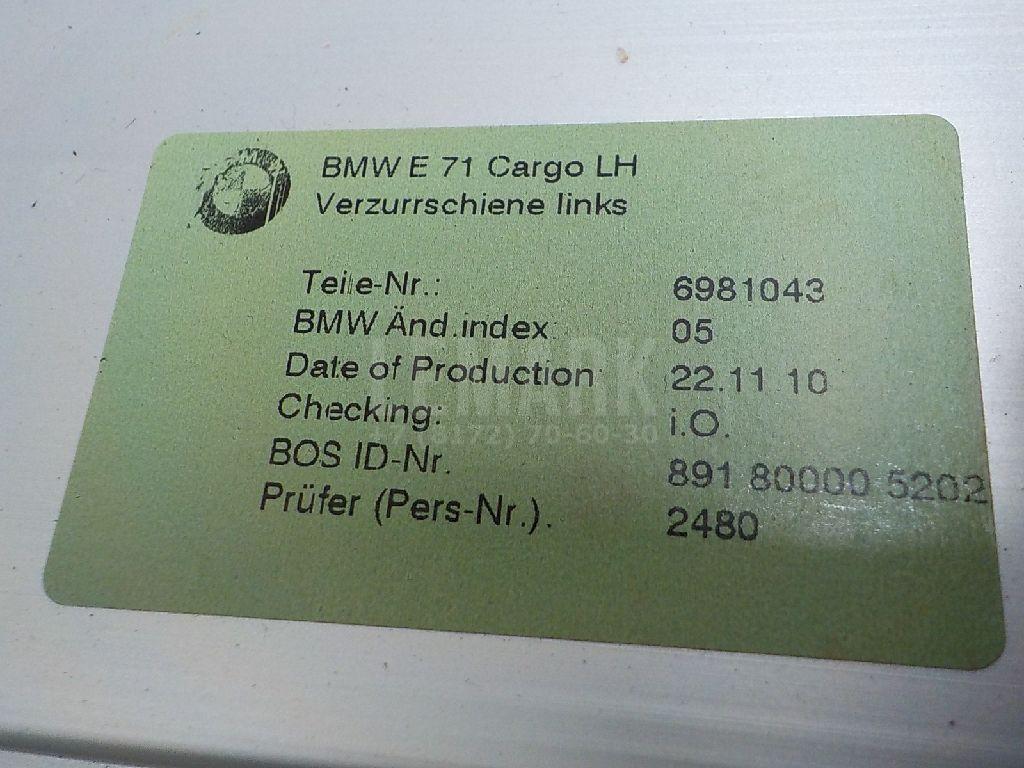 BMW E 71 Cargo LH
Verzurrschiene links
Teile-Nr.: 6981043
BMW Änd.index: 05
Date of Production 22.11.10
Checking: i.O.
BOS ID-Nr. 891 80000 5202
Prüfer (Pers-Nr.). 2480